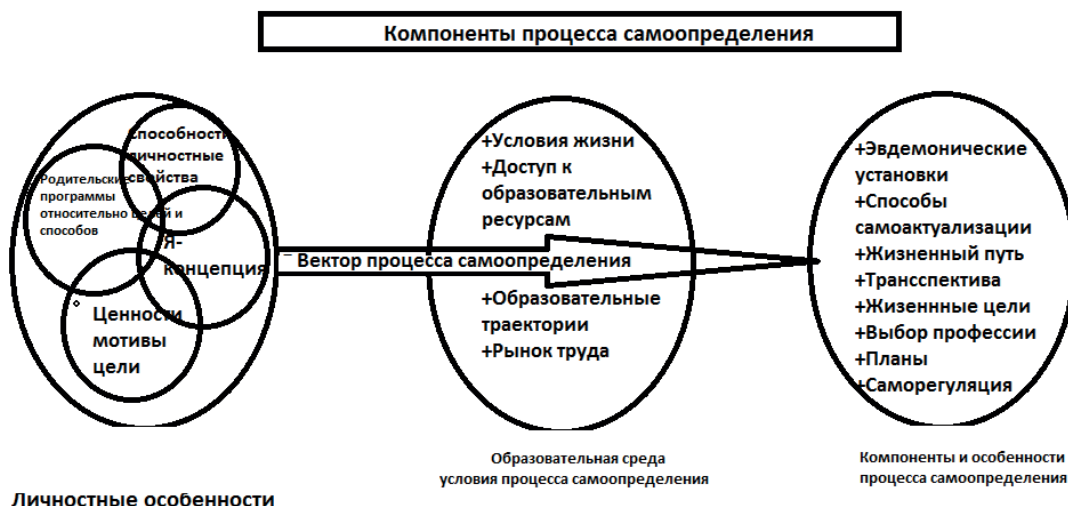 Компоненты процесса самоопределения
Способности
личностные
свойства
Родительские
программы
относительно целей и
способов
Я-
концепция
Ценности
мотивы
цели
Личностные особенности
Вектор процесса самоопределения
+Условия жизни
+Доступ к
образовательным
ресурсам
+Образовательные
траектории
+Рынок труда
Образовательная среда
условия процесса самоопределения
+Эвдемонические
установки
+Способы
самоактуализации
+Жизненный путь
+Трансспектива
+Жизеннные цели
+Выбор профессии
+Планы
+Саморегуляция
Компоненты и особенности
процесса самоопределения